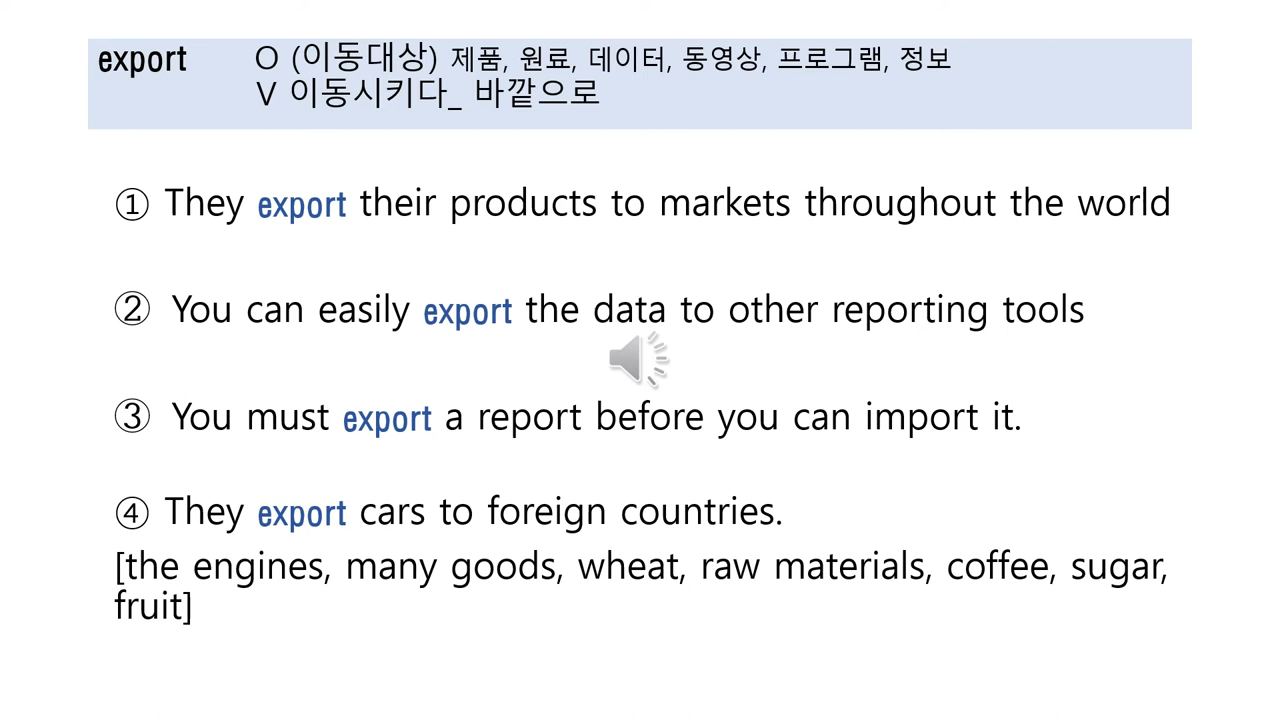 export O (이동대상) 제품, 원료, 데이터, 동영상, 프로그램, 정보
V 이동시키다_ 바깥으로
① They export their products to markets throughout the world
② You can easily export the data to other reporting tools
③ You must export a report before you can import it.
④ They export cars to foreign countries.
[the engines, many goods, wheat, raw materials, coffee, sugar,
fruit]